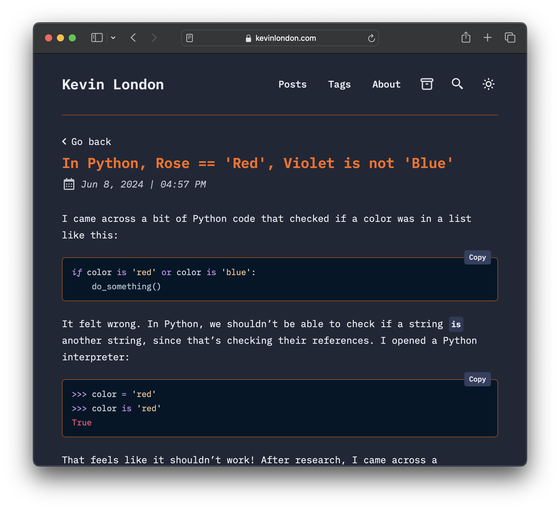 kevinlondon.com
Kevin London
Posts Tags About
Go back
In Python, Rose == 'Red', Violet is not 'Blue'
Jun 8, 2024 | 04:57 PM
I came across a bit of Python code that checked if a color was in a list
like this:
Copy
if color is 'red' or color is 'blue':
    do_something()
It felt wrong. In Python, we shouldn’t be able to check if a string is
another string, since that’s checking their references. I opened a Python
interpreter:
Copy
>>> color = 'red'
>>> color is 'red'
True
That feels like it shouldn’t work! After research, I came across a